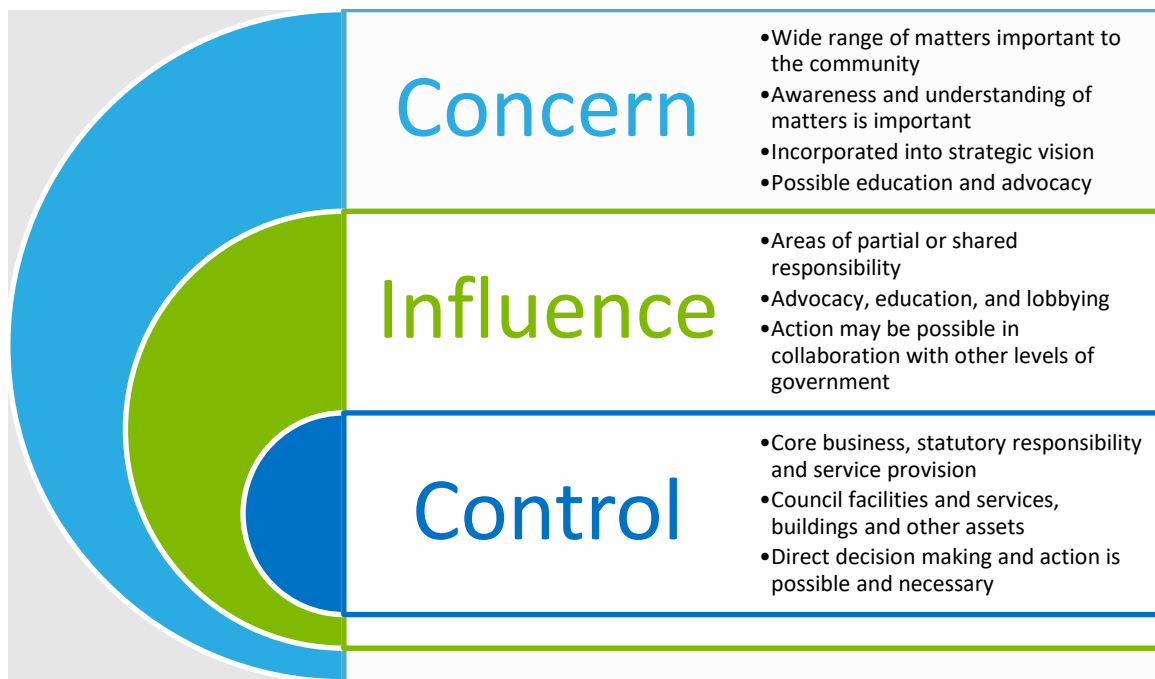 Concern
•Wide range of matters important to
the community
•Awareness and understanding of
matters is important
•Incorporated into strategic vision
•Possible education and advocacy
Influence
•Areas of partial or shared
responsibility
•Advocacy, education, and lobbying
•Action may be possible in
collaboration with other levels of
government
Control
•Core business, statutory responsibility
and service provision
•Council facilities and services,
buildings and other assets
•Direct decision making and action is
possible and necessary